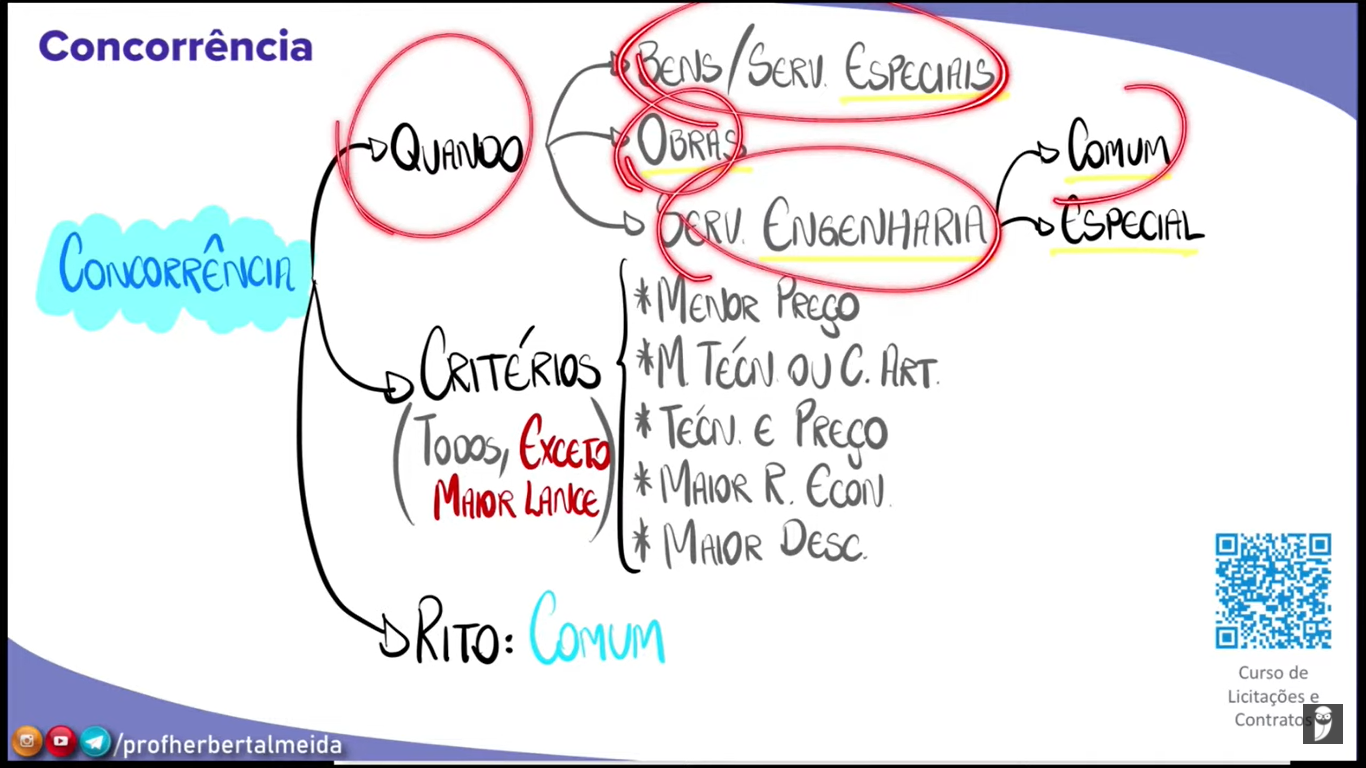 Concorrência
CONCORRÊNCIA
QUANDO
BENS/SERV. ESPECIAIS
OBRAS
SERV. ENGENHARIA
COMUM
ESPECIAL
CRITÉRIOS
(TODOS, EXCETO
MAIOR LANCE)
* MENOR PREÇO
* M. TÉCN. OU C. ART.
* TÉCN. E PREÇO
* MAIOR R. ECON.
* MAIOR DESC.
RITO: COMUM
Curso de
Licitações e
Contratos
/profherbertalmeida